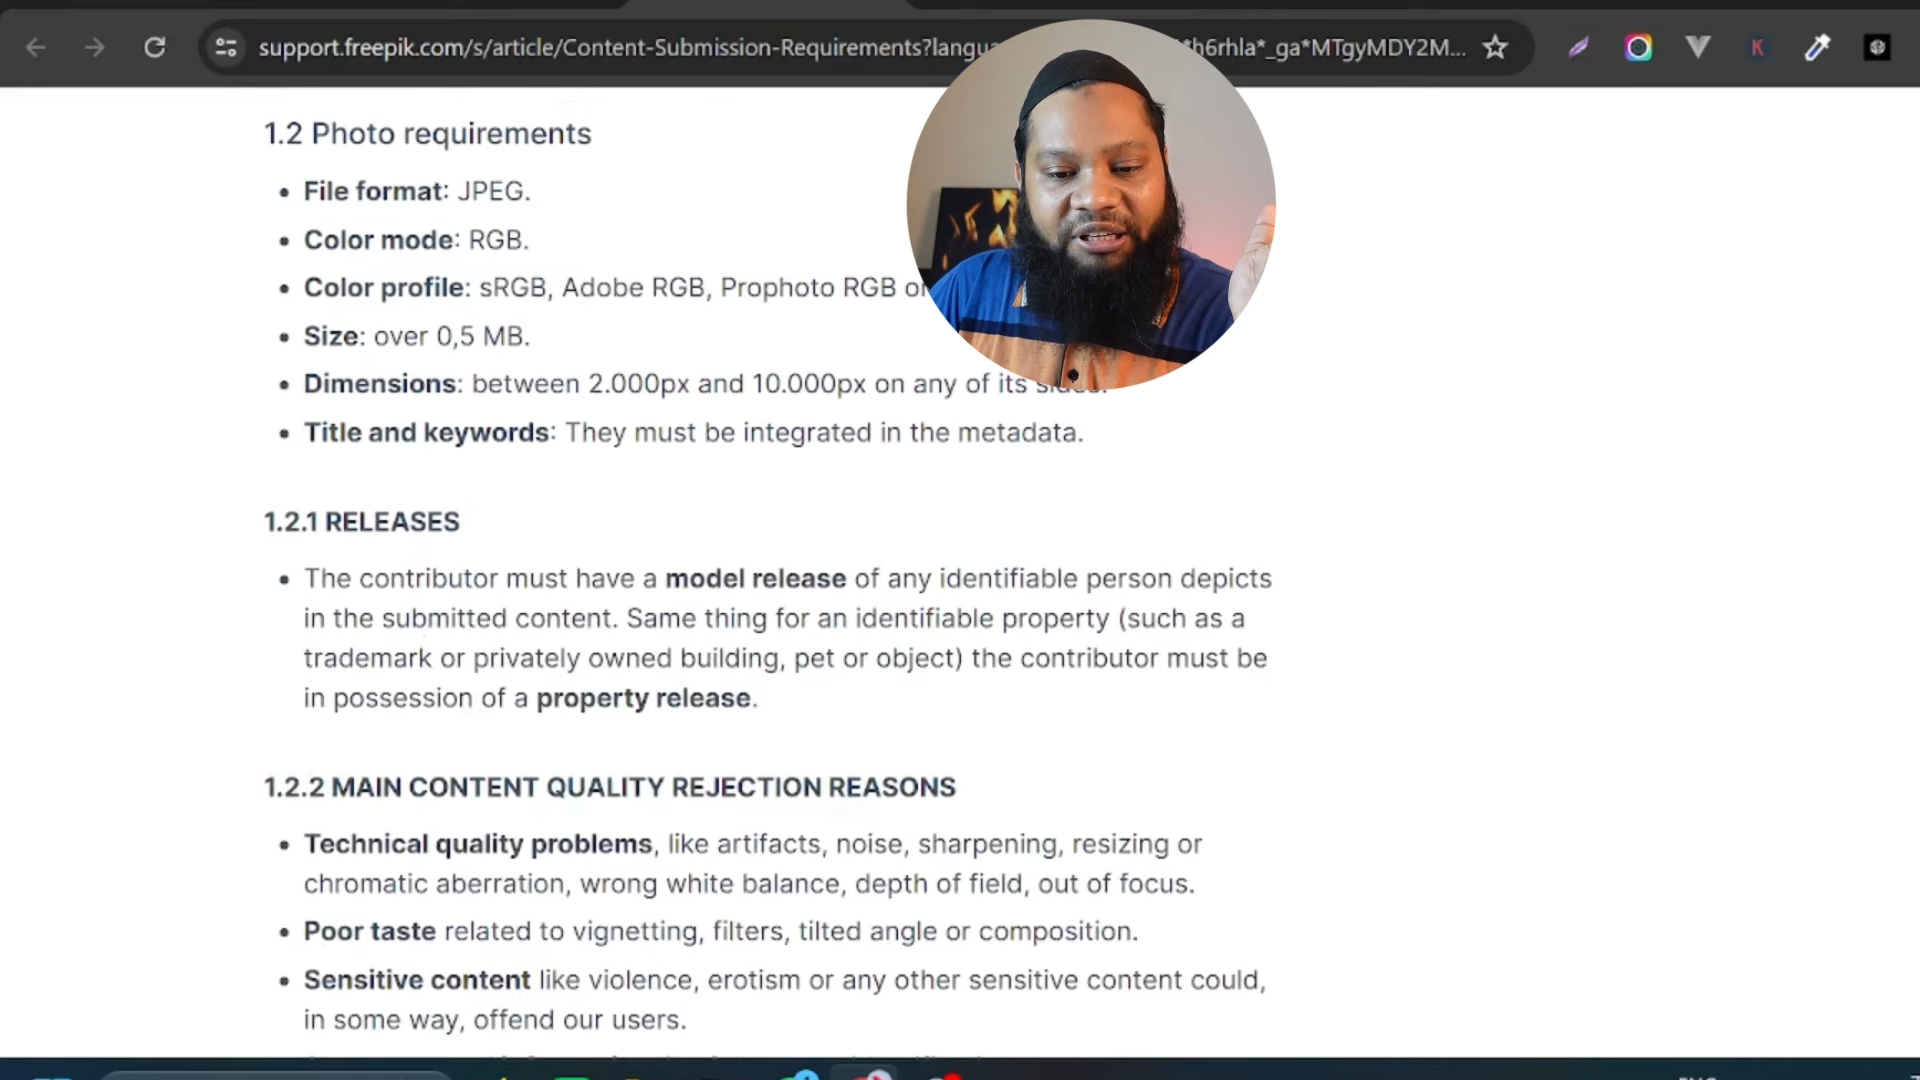 support.freepik.com/s/article/Content-Submission-Requirements?langua h6rhla*_ga*MTgyMDY2M...
K
1.2 Photo requirements
• File format: JPEG.
• Color mode: RGB.
• Color profile: sRGB, Adobe RGB, Prophoto RGB or
• Size: over 0,5 MB.
• Dimensions: between 2.000px and 10.000px on any of its
• Title and keywords: They must be integrated in the metadata.
1.2.1 RELEASES
• The contributor must have a model release of any identifiable person depicts
in the submitted content. Same thing for an identifiable property (such as a
trademark or privately owned building, pet or object) the contributor must be
in possession of a property release.
1.2.2 MAIN CONTENT QUALITY REJECTION REASONS
• Technical quality problems, like artifacts, noise, sharpening, resizing or
chromatic aberration, wrong white balance, depth of field, out of focus.
• Poor taste related to vignetting, filters, tilted angle or composition.
• Sensitive content like violence, erotism or any other sensitive content could,
in some way, offend our users.